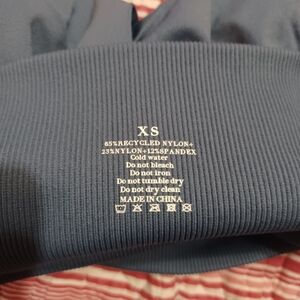 XS
65%RECYCLED NYLON+
23%NYLON+12%SPANDEX
Cold water
Do not bleach
Do not iron
Do not tumble dry
Do not dry clean
MADE IN CHINA